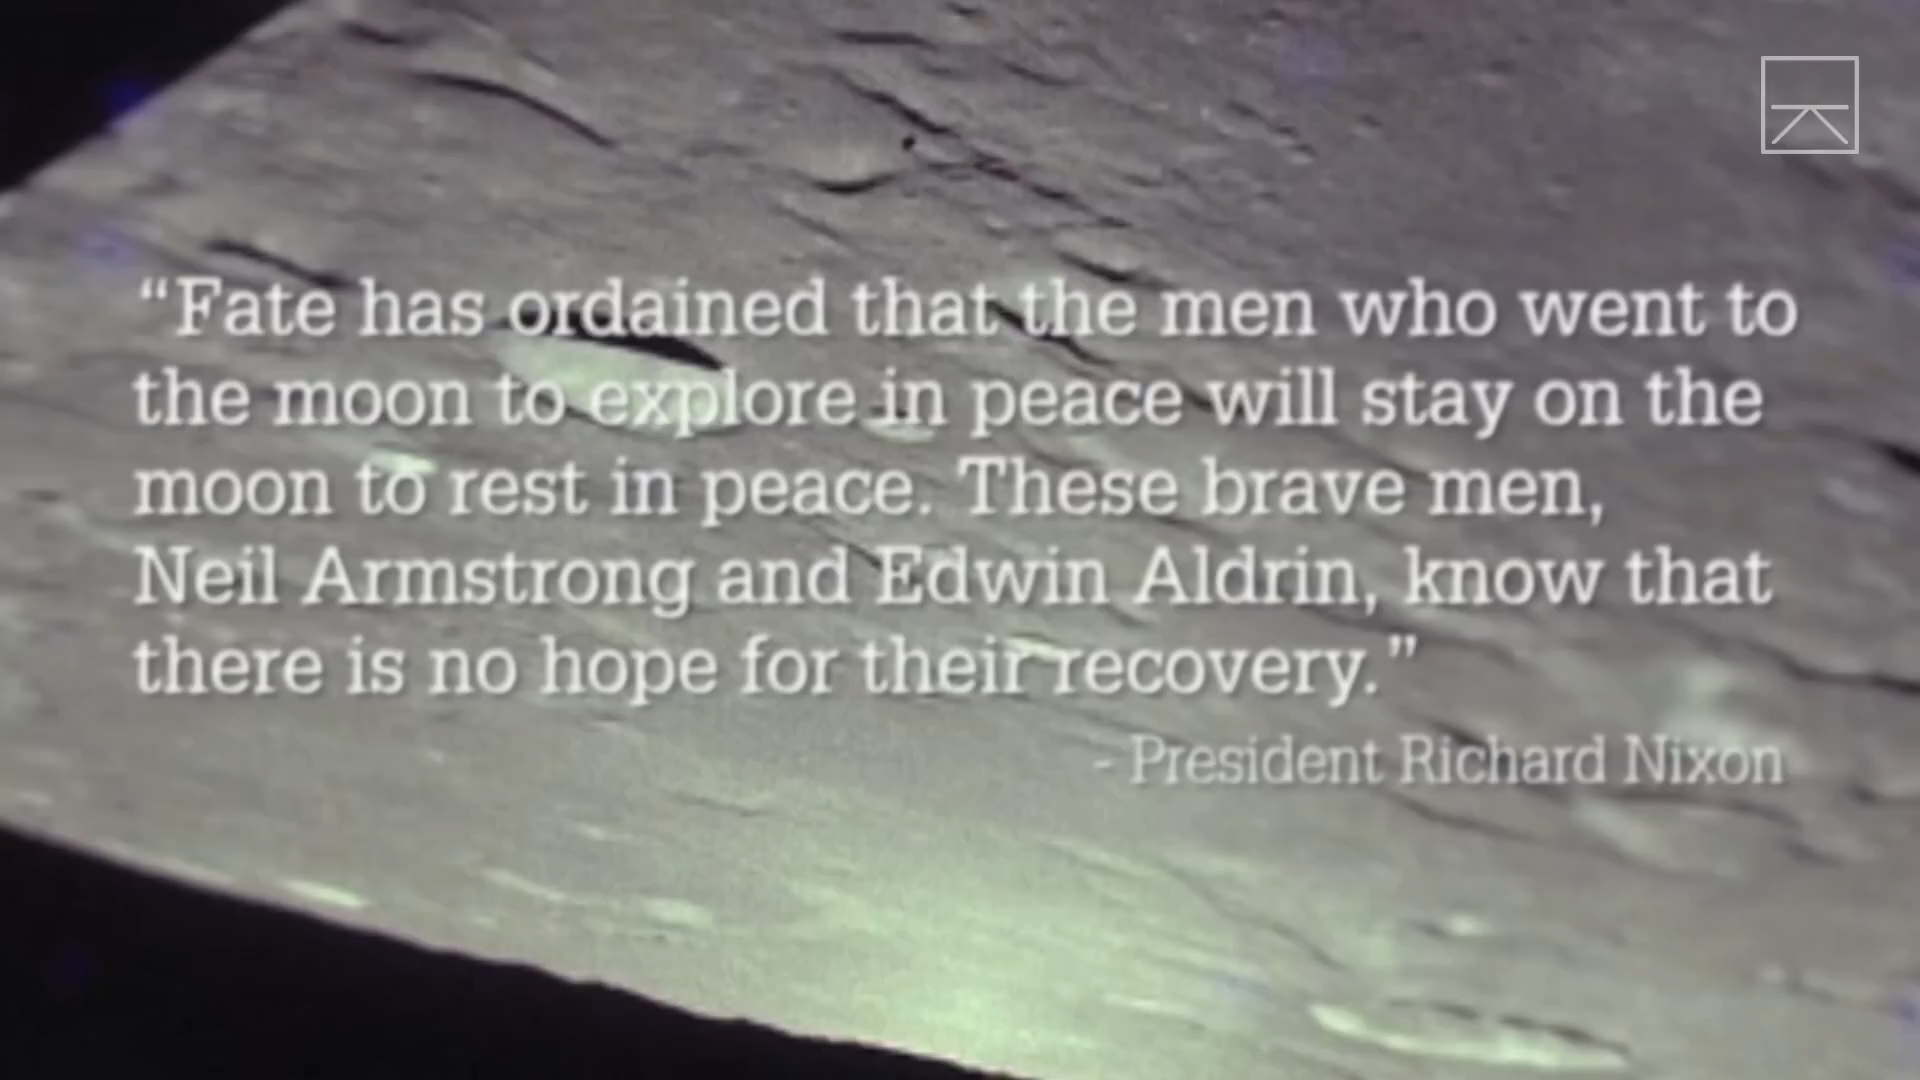 “Fate has ordained that the men who went to
the moon to explore in peace will stay on the
moon to rest in peace. These brave men,
Neil Armstrong and Edwin Aldrin, know that
there is no hope for their recovery.”
- President Richard Nixon